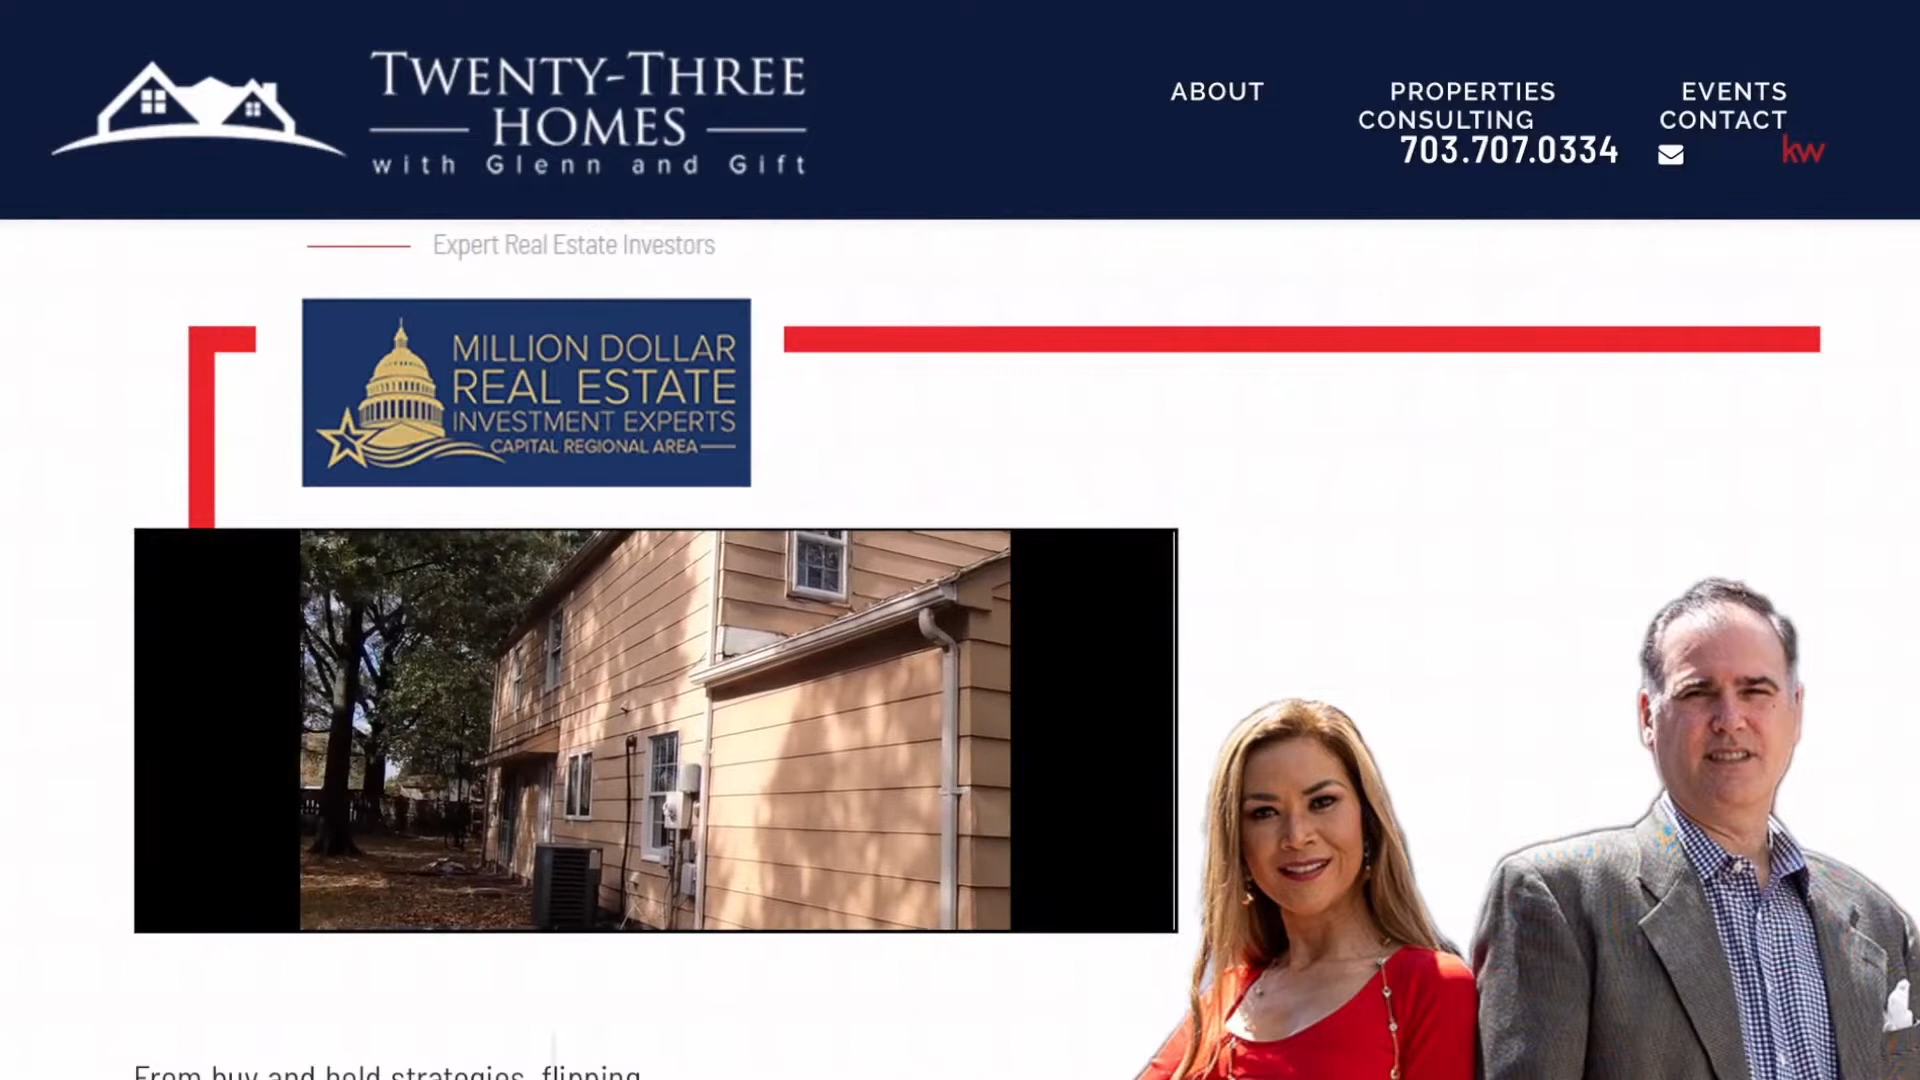 TWENTY-THREE
HOMES
with Glenn and Gift
ABOUT
PROPERTIES
EVENTS
CONSULTING
CONTACT
703.707.0334
kw
Expert Real Estate Investors
MILLION DOLLAR
REAL ESTATE
INVESTMENT EXPERTS
CAPITAL REGIONAL AREA
From buy and hold strategies, flipping